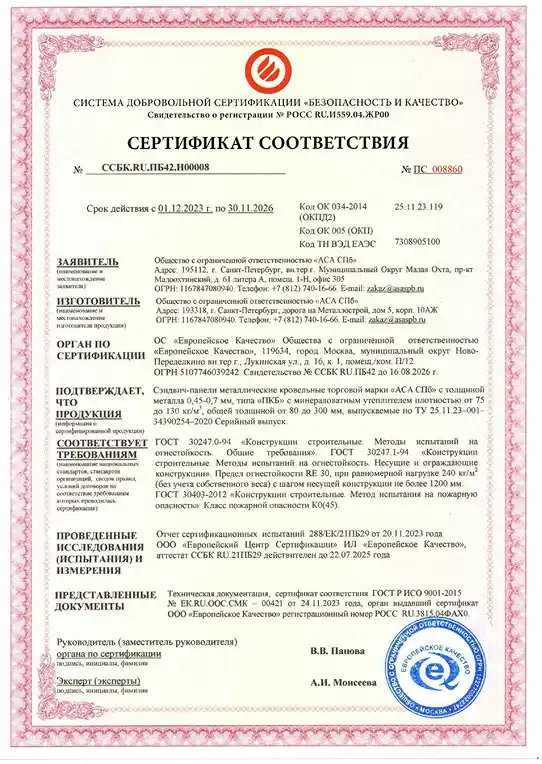 СИСТЕМА ДОБРОВОЛЬНОЙ СЕРТИФИКАЦИИ «БЕЗОПАСНОСТЬ И КАЧЕСТВО»
Свидетельство о регистрации № РОСС RU.И559.04.ЖР00
СЕРТИФИКАТ СООТВЕТСТВИЯ
№ ССБК.RU.ПБ42.Н00008
№ ПС 008860
Срок действия с 01.12.2023 г. по 30.11.2026
Код ОК 034-2014 25.11.23.119
(ОКПД2)
Код ОК 005 (ОКП)
Код ТН ВЭД ЕАЭС 7308905100
ЗАЯВИТЕЛЬ
(наименование и
местонахождение
заявителя)
Общество с ограниченной ответственностью «АСА СПб»
Адрес: 195112, г. Санкт-Петербург, вн.тер.г. Муниципальный Округ Малая Охта, пр-кт
Малоохтинский, д. 61 литера А, помещ. 1-Н, офис 305
ОГРН: 1167847080940. Телефон: +7 (812) 740-16-66. E-mail: zakaz@asaspb.ru
ИЗГОТОВИТЕЛЬ
(наименование и
местонахождение
изготовителя продукции)
Общество с ограниченной ответственностью «АСА СПб»
Адрес: 193318, г. Санкт-Петербург, дорога на Металлострой, дом 5, корп. 10АЖ
ОГРН: 1167847080940. Телефон: +7 (812) 740-16-66. E-mail: zakaz@asaspb.ru
ОРГАН ПО
СЕРТИФИКАЦИИ
ОС «Европейское Качество» Общества с ограниченной ответственностью
«Европейское Качество», 119634, город Москва, муниципальный округ Ново-
Переделкино вн.тер г., Лукинская ул., д. 16, к. 1, помещ./ком. П/12.
ОГРН 5107746039242. Свидетельство № ССБК RU.ПБ42 до 16.08.2026 г.
ПОДТВЕРЖДАЕТ,
ЧТО
ПРОДУКЦИЯ
(информация о
сертифицированной продукции)
Сэндвич-панели металлические кровельные торговой марки «АСА СПб» с толщиной
металла 0,45-0,7 мм, типа «ПКБ» с минераловатным утеплителем плотностью от 75
до 130 кг/м³, общей толщиной от 80 до 300 мм, выпускаемые по ТУ 25.11.23–001–
34390254–2020 Серийный выпуск.
СООТВЕТСТВУЕТ
ТРЕБОВАНИЯМ
(наименование национальных
стандартов, стандартов
организаций, сводов правил,
условий договоров на
соответствие требованиям
которых проводилась
сертификация)
ГОСТ 30247.0-94 «Конструкции строительные. Методы испытаний на
огнестойкость. Общие требования». ГОСТ 30247.1-94 «Конструкции
строительные. Методы испытаний на огнестойкость. Несущие и ограждающие
конструкции». Предел огнестойкости RE 30, при равномерной нагрузке 240 кг/м²
(без учета собственного веса) с шагом несущей конструкции не более 1200 мм.
ГОСТ 30403-2012 «Конструкции строительные. Метод испытания на пожарную
опасность» Класс пожарной опасности К0(45).
ПРОВЕДЕННЫЕ
ИССЛЕДОВАНИЯ
(ИСПЫТАНИЯ) И
ИЗМЕРЕНИЯ
Отчет сертификационных испытаний 288/ЕК/21ПБ29 от 20.11.2023 года
ООО «Европейский Центр Сертификации» ИЛ «Европейское Качество»,
аттестат ССБК RU.21ПБ29 действителен до 22.07.2025 года
ПРЕДСТАВЛЕННЫЕ
ДОКУМЕНТЫ
Техническая документация, сертификат соответствия ГОСТ Р ИСО 9001-2015
№ ЕК.RU.ООС.СМК – 00421 от 24.11.2023 года, орган выдавший сертификат
ООО «Европейское Качество» регистрационный номер РОСС RU.3815.04ФАХ0.
Руководитель (заместитель руководителя)
органа по сертификации
подпись, инициалы, фамилия
В.В. Панова
Эксперт (эксперты)
подпись, инициалы, фамилия
А.И. Моисеева
ЕВРОПЕЙСКОЕ КАЧЕСТВО
eQ
МОСКВА